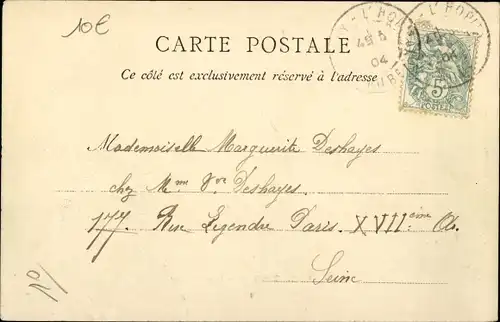 10€
CARTE POSTALE
Ce côté est exclusivement réservé à l'adresse
L'HOP
04
5
Mademoiselle Marguerite Deshayes
chez Mme Vve Deshayes
177 Rue Legendre Paris XVIIème Ar.
Seine